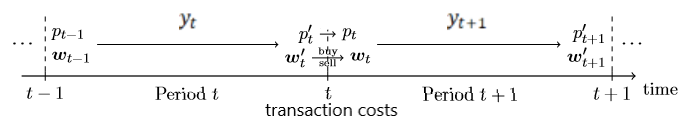 y_t y_{t+1}
... p_{t-1} p'_t → p_t p'_{t+1} ...
w_{t-1} w'_t buy sell w_t w'_{t+1}
t − 1 Period t t Period t + 1 t + 1 time
transaction costs